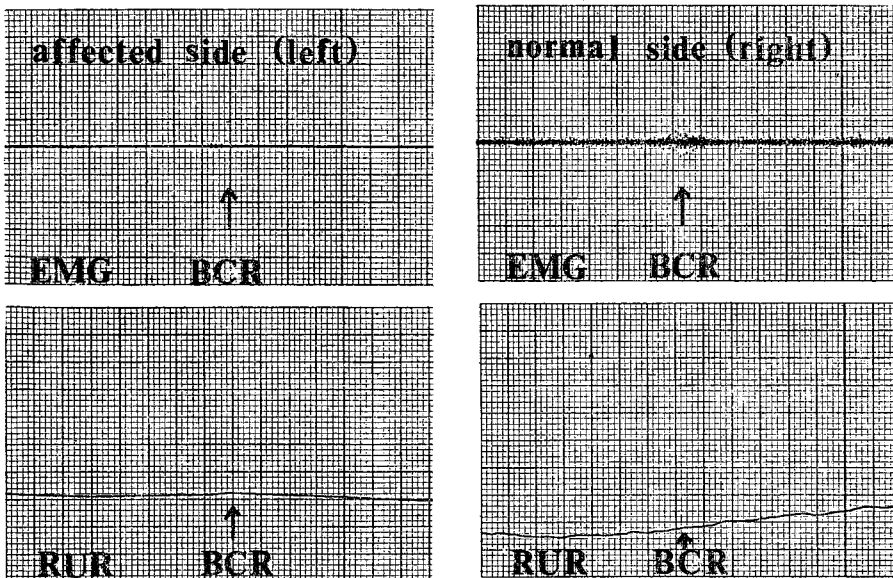 affected side (left)
EMG BCR
normal side (right)
EMG BCR
RUR BCR
RUR BCR